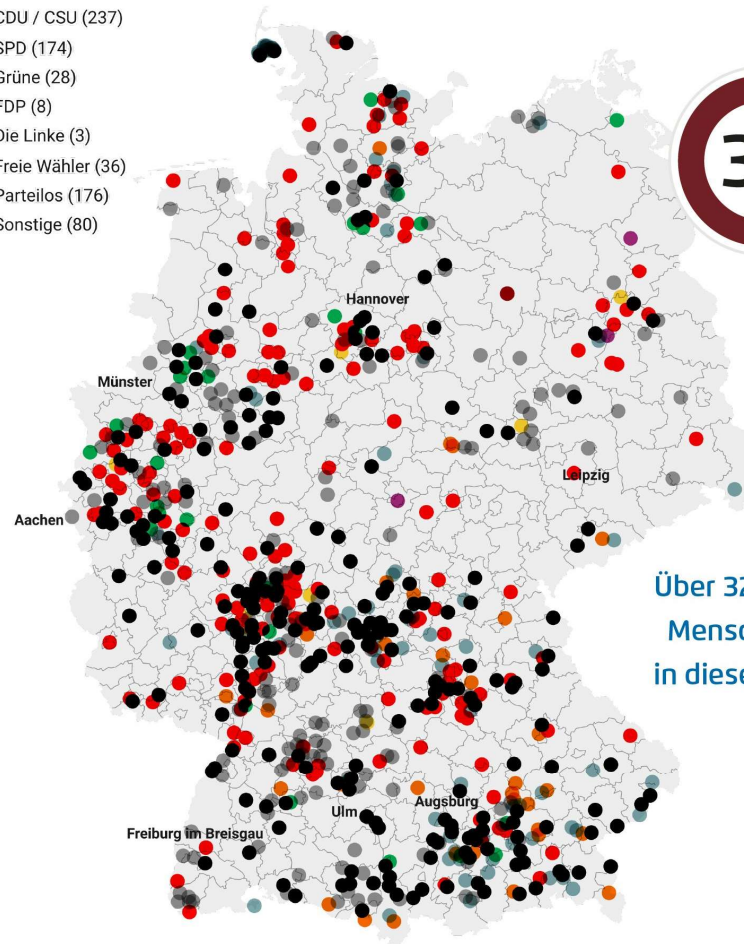 CDU / CSU (237)
SPD (174)
Grüne (28)
FDP (8)
Die Linke (3)
Freie Wähler (36)
Parteilos (176)
Sonstige (80)
3
Hannover
Münster
Leipzig
Aachen
Über 32
Mensc
in diese
Augsburg
Ulm
Freiburg im Breisgau